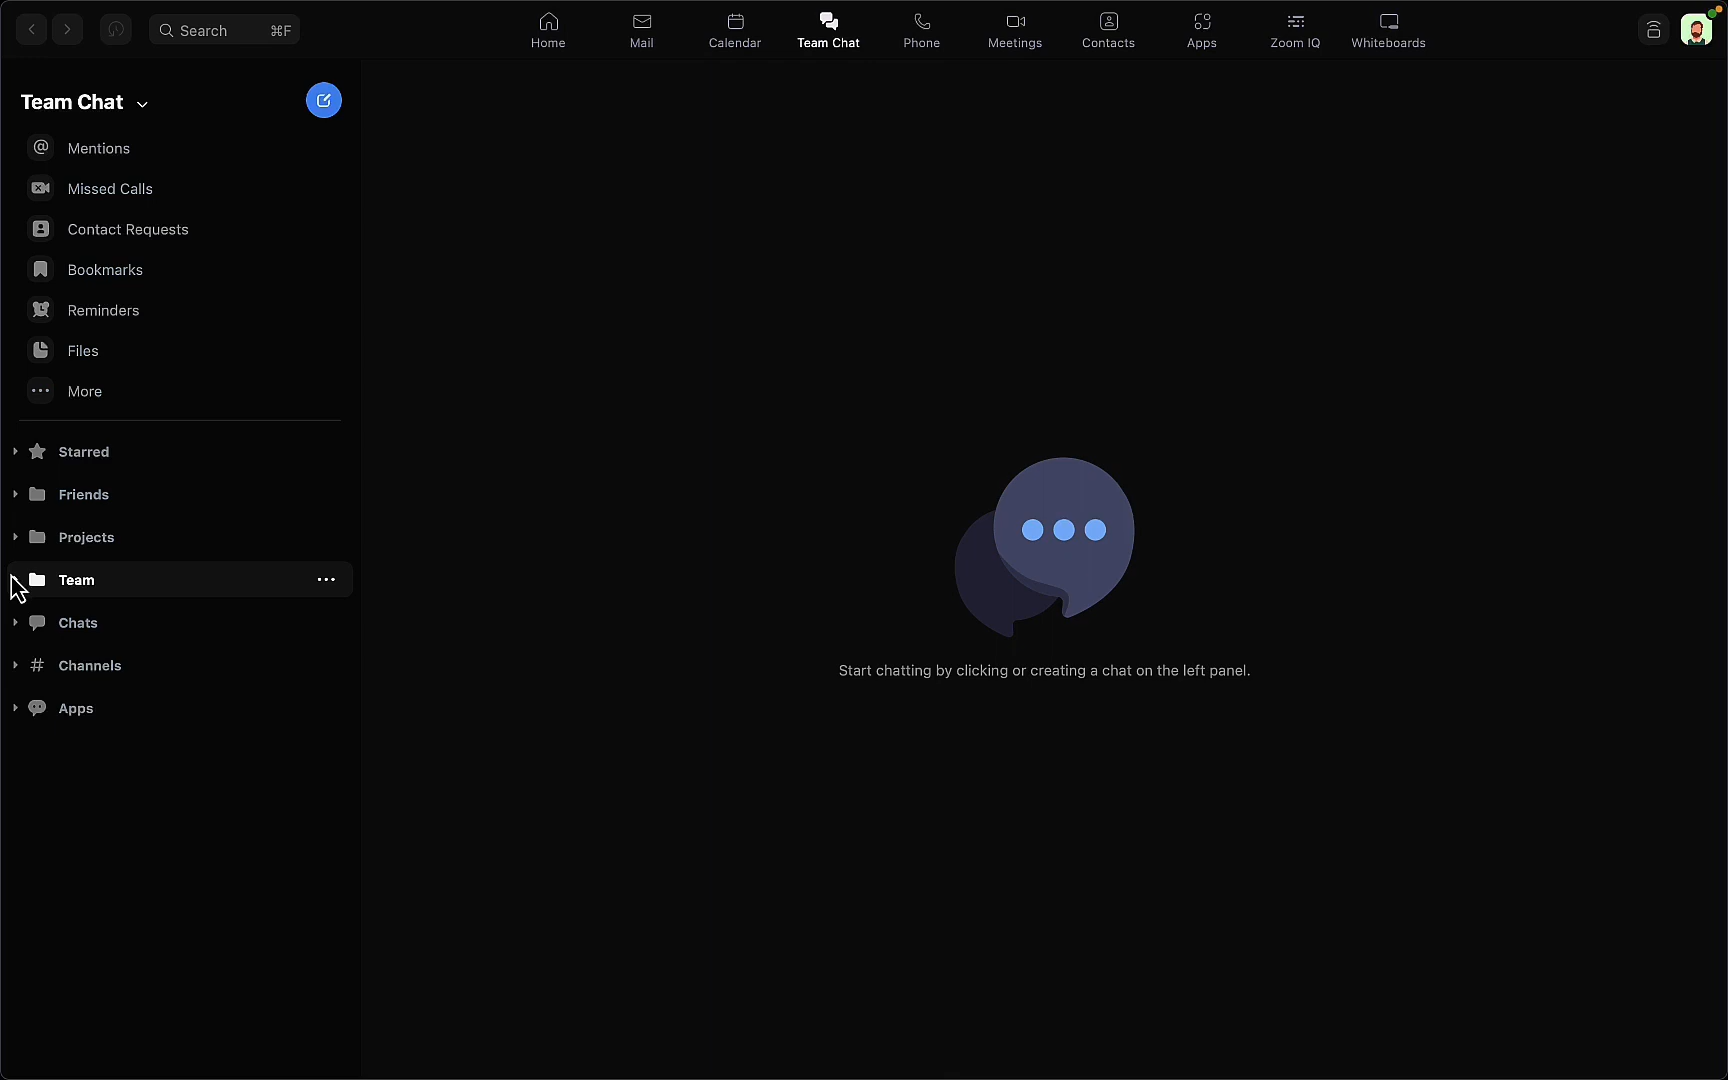 Search ⌘F
Home
Mail
Calendar
Team Chat
Phone
Meetings
Contacts
Apps
Zoom IQ
Whiteboards
Team Chat
@ Mentions
Missed Calls
Contact Requests
Bookmarks
Reminders
Files
More
Starred
Friends
Projects
Team
Chats
# Channels
Apps
Start chatting by clicking or creating a chat on the left panel.